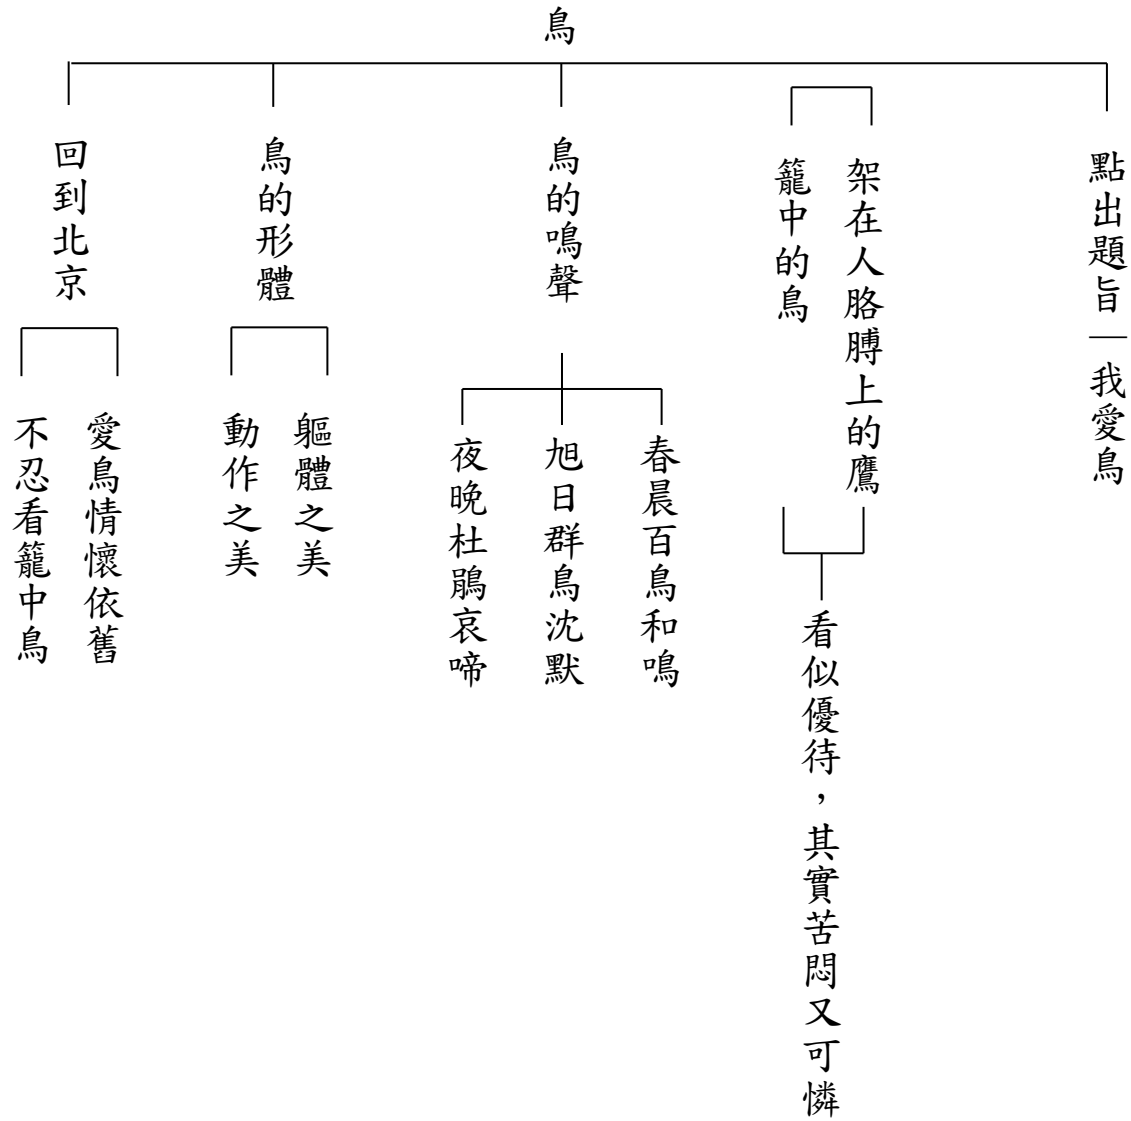 鳥
點出題旨—我愛鳥
架在人胳膊上的鷹
籠中的鳥
看似優待，其實苦悶又可憐
鳥的鳴聲
春晨百鳥和鳴
旭日群鳥沈默
夜晚杜鵑哀啼
鳥的形體
軀體之美
動作之美
回到北京
愛鳥情懷依舊
不忍看籠中鳥